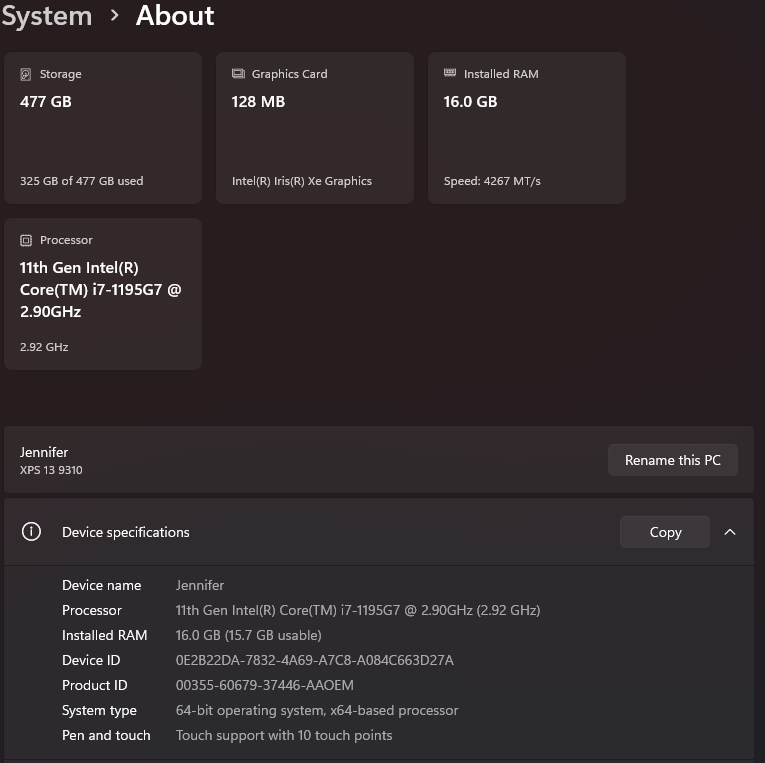 System > About
Storage
477 GB
325 GB of 477 GB used
Graphics Card
128 MB
Intel(R) Iris(R) Xe Graphics
Installed RAM
16.0 GB
Speed: 4267 MT/s
Processor
11th Gen Intel(R)
Core(TM) i7-1195G7 @
2.90GHz
2.92 GHz
Jennifer
XPS 13 9310
Rename this PC
Device specifications
Copy
Device name Jennifer
Processor 11th Gen Intel(R) Core(TM) i7-1195G7 @ 2.90GHz (2.92 GHz)
Installed RAM 16.0 GB (15.7 GB usable)
Device ID 0E2B22DA-7832-4A69-A7C8-A084C663D27A
Product ID 00355-60679-37446-AAOEM
System type 64-bit operating system, x64-based processor
Pen and touch Touch support with 10 touch points